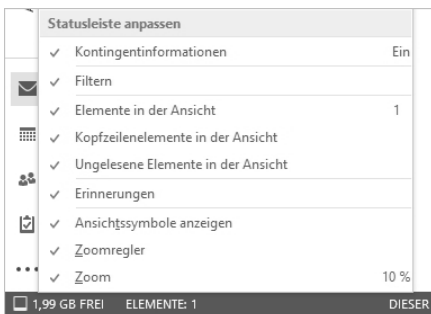 Statusleiste anpassen
Kontingentinformationen Ein
Filtern
Elemente in der Ansicht 1
Kopfzeilenelemente in der Ansicht
Ungelesene Elemente in der Ansicht
Erinnerungen
Ansichtssymbole anzeigen
Zoomregler
Zoom 10 %
1,99 GB FREI ELEMENTE: 1 DIESER